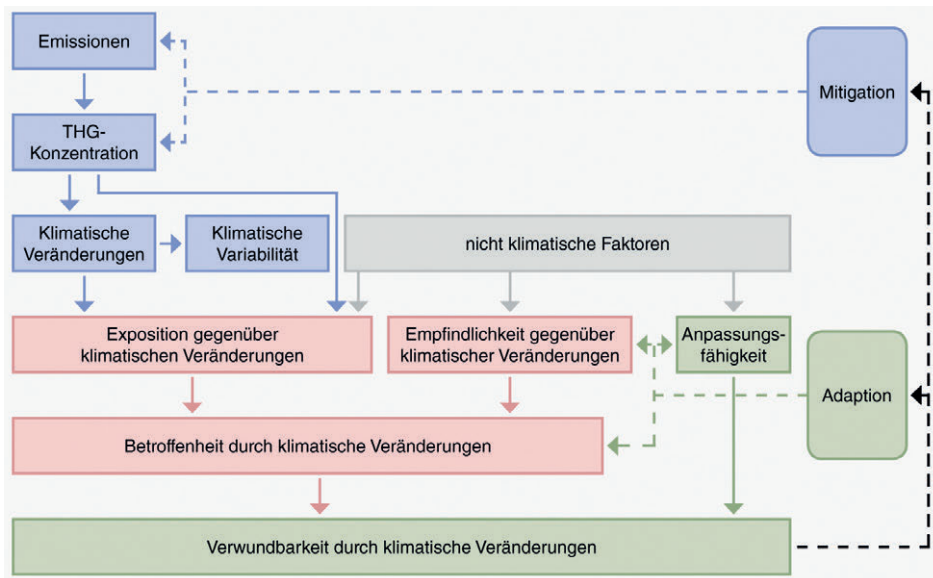 Emissionen
Mitigation
THG-
Konzentration
Klimatische
Veränderungen
Klimatische
Variabilität
nicht klimatische Faktoren
Exposition gegenüber
klimatischen Veränderungen
Empfindlichkeit gegenüber
klimatischer Veränderungen
Anpassungs-
fähigkeit
Adaption
Betroffenheit durch klimatische Veränderungen
Verwundbarkeit durch klimatische Veränderungen